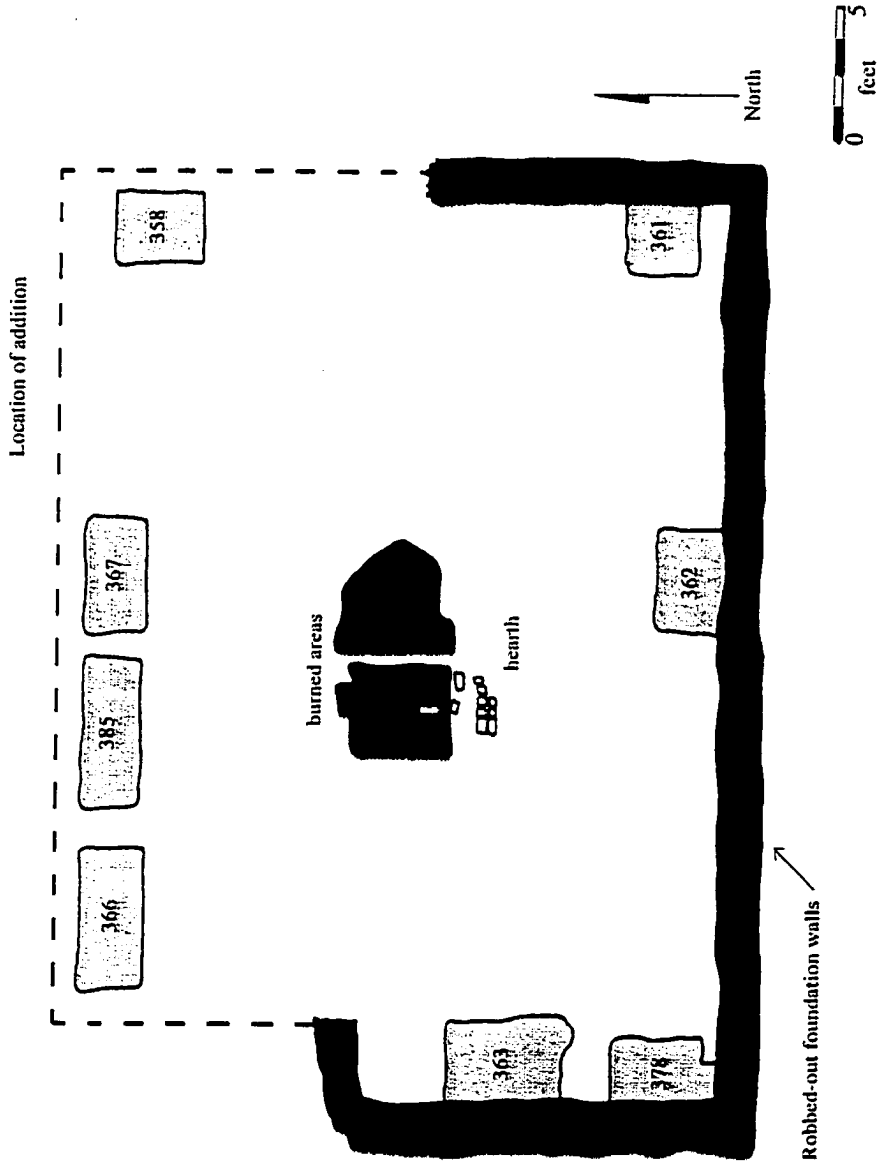 Location of addition
366
385
367
358
burned areas
hearth
363
378
362
361
Robbed-out foundation walls
North
0 5
feet